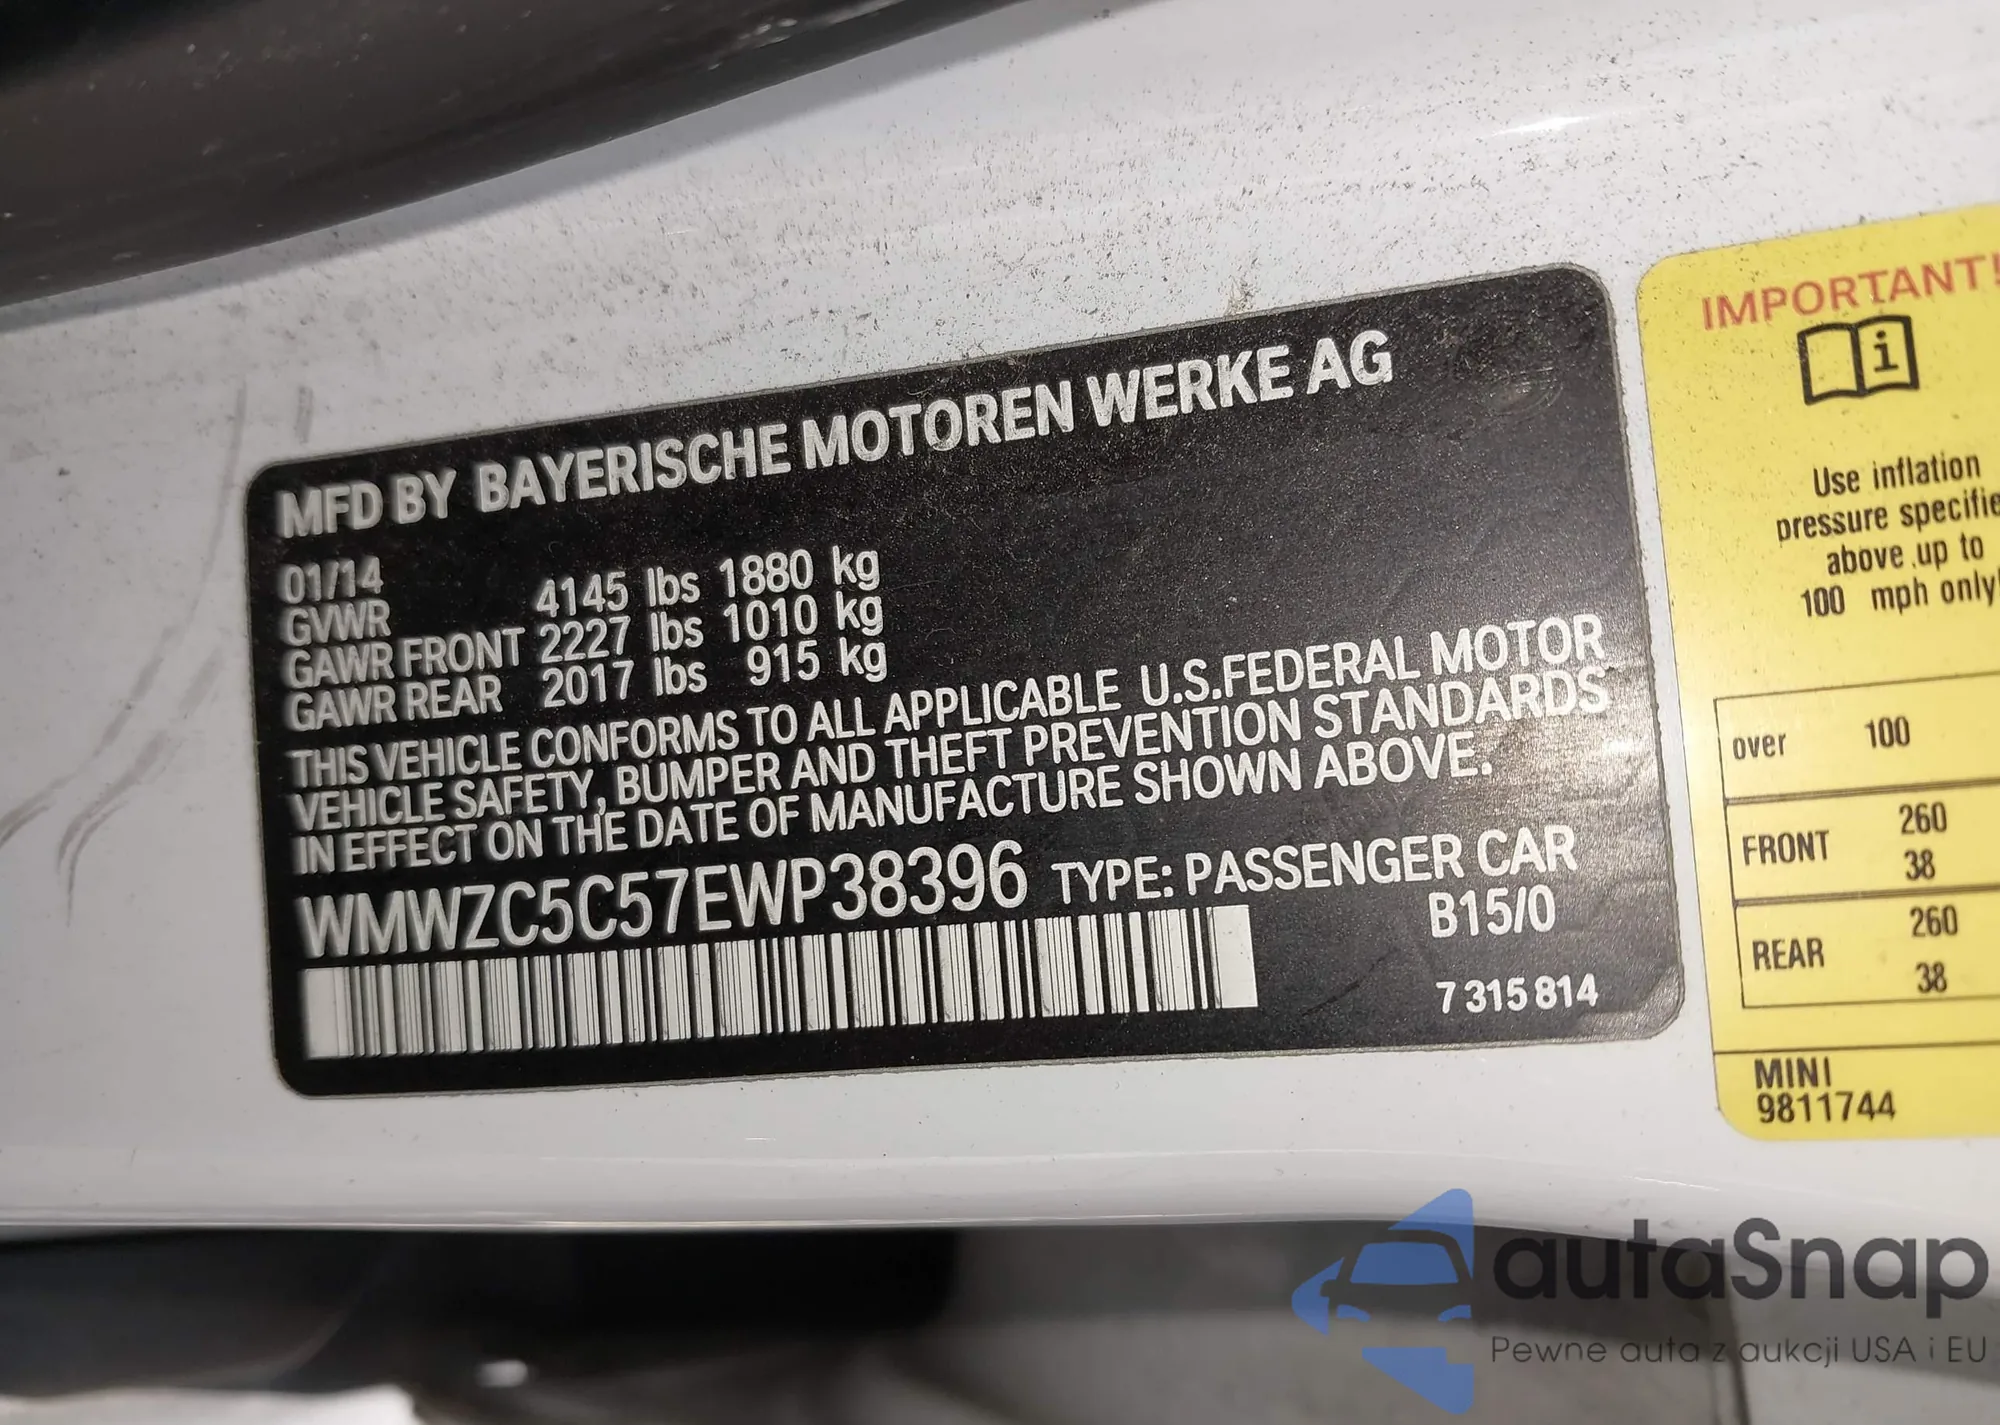 MFD BY BAYERISCHE MOTOREN WERKE AG
01/14
GVWR 4145 lbs 1880 kg
GAWR FRONT 2227 lbs 1010 kg
GAWR REAR 2017 lbs 915 kg
THIS VEHICLE CONFORMS TO ALL APPLICABLE U.S.FEDERAL MOTOR
VEHICLE SAFETY, BUMPER AND THEFT PREVENTION STANDARDS
IN EFFECT ON THE DATE OF MANUFACTURE SHOWN ABOVE.
WMWZC5C57EWP38396 TYPE: PASSENGER CAR
B15/0
7 315 814
IMPORTANT!
i
Use inflation
pressure specifie
above up to
100 mph only!
over 100
FRONT 260
38
REAR 260
38
MINI
9811744
autaSnap
Pewne auta z aukcji USA i EU